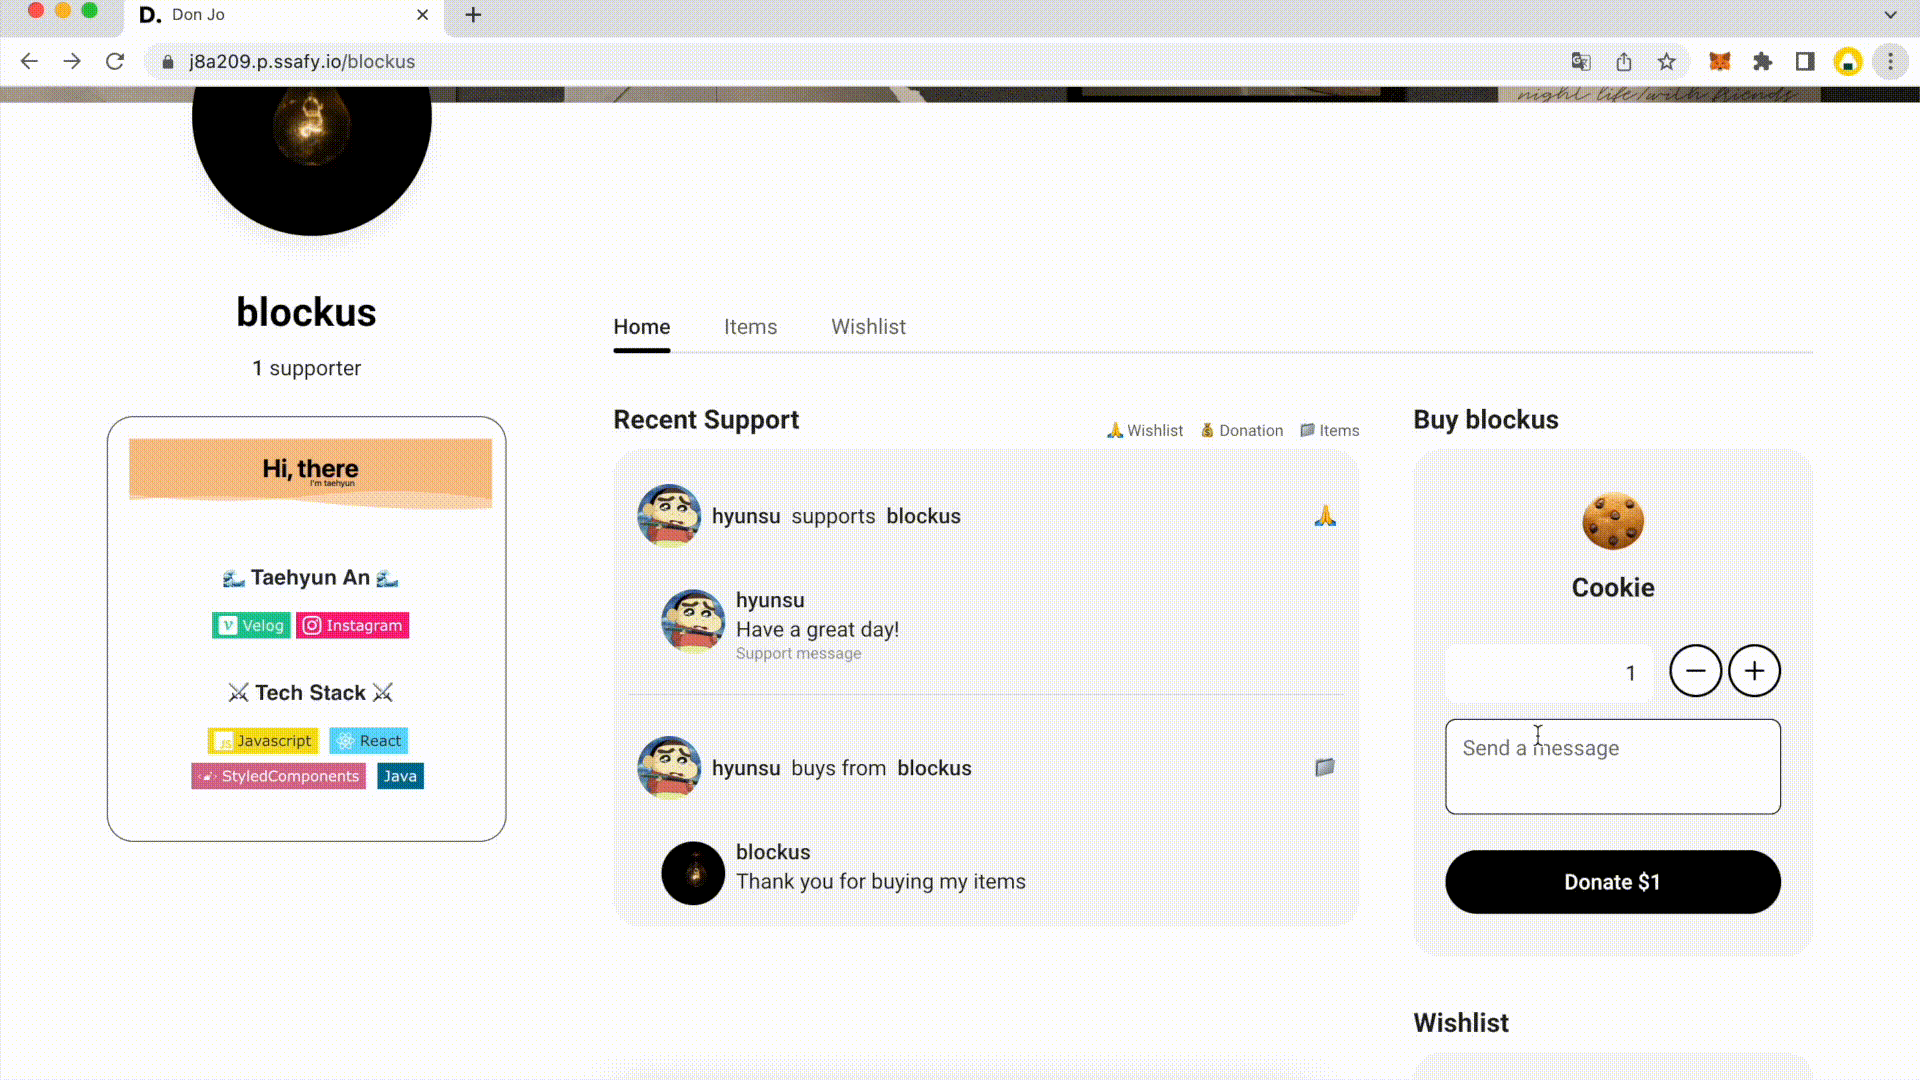 D. Don Jo
j8a209.p.ssafy.io/blockus
night life/with friends
blockus
1 supporter
Hi, there
I'm taehyun
Taehyun An
Velog Instagram
Tech Stack
JS Javascript React
StyledComponents Java
Home Items Wishlist
Recent Support
Wishlist Donation Items
hyunsu supports blockus
hyunsu
Have a great day!
Support message
hyunsu buys from blockus
blockus
Thank you for buying my items
Buy blockus
Cookie
1
Send a message
Donate $1
Wishlist